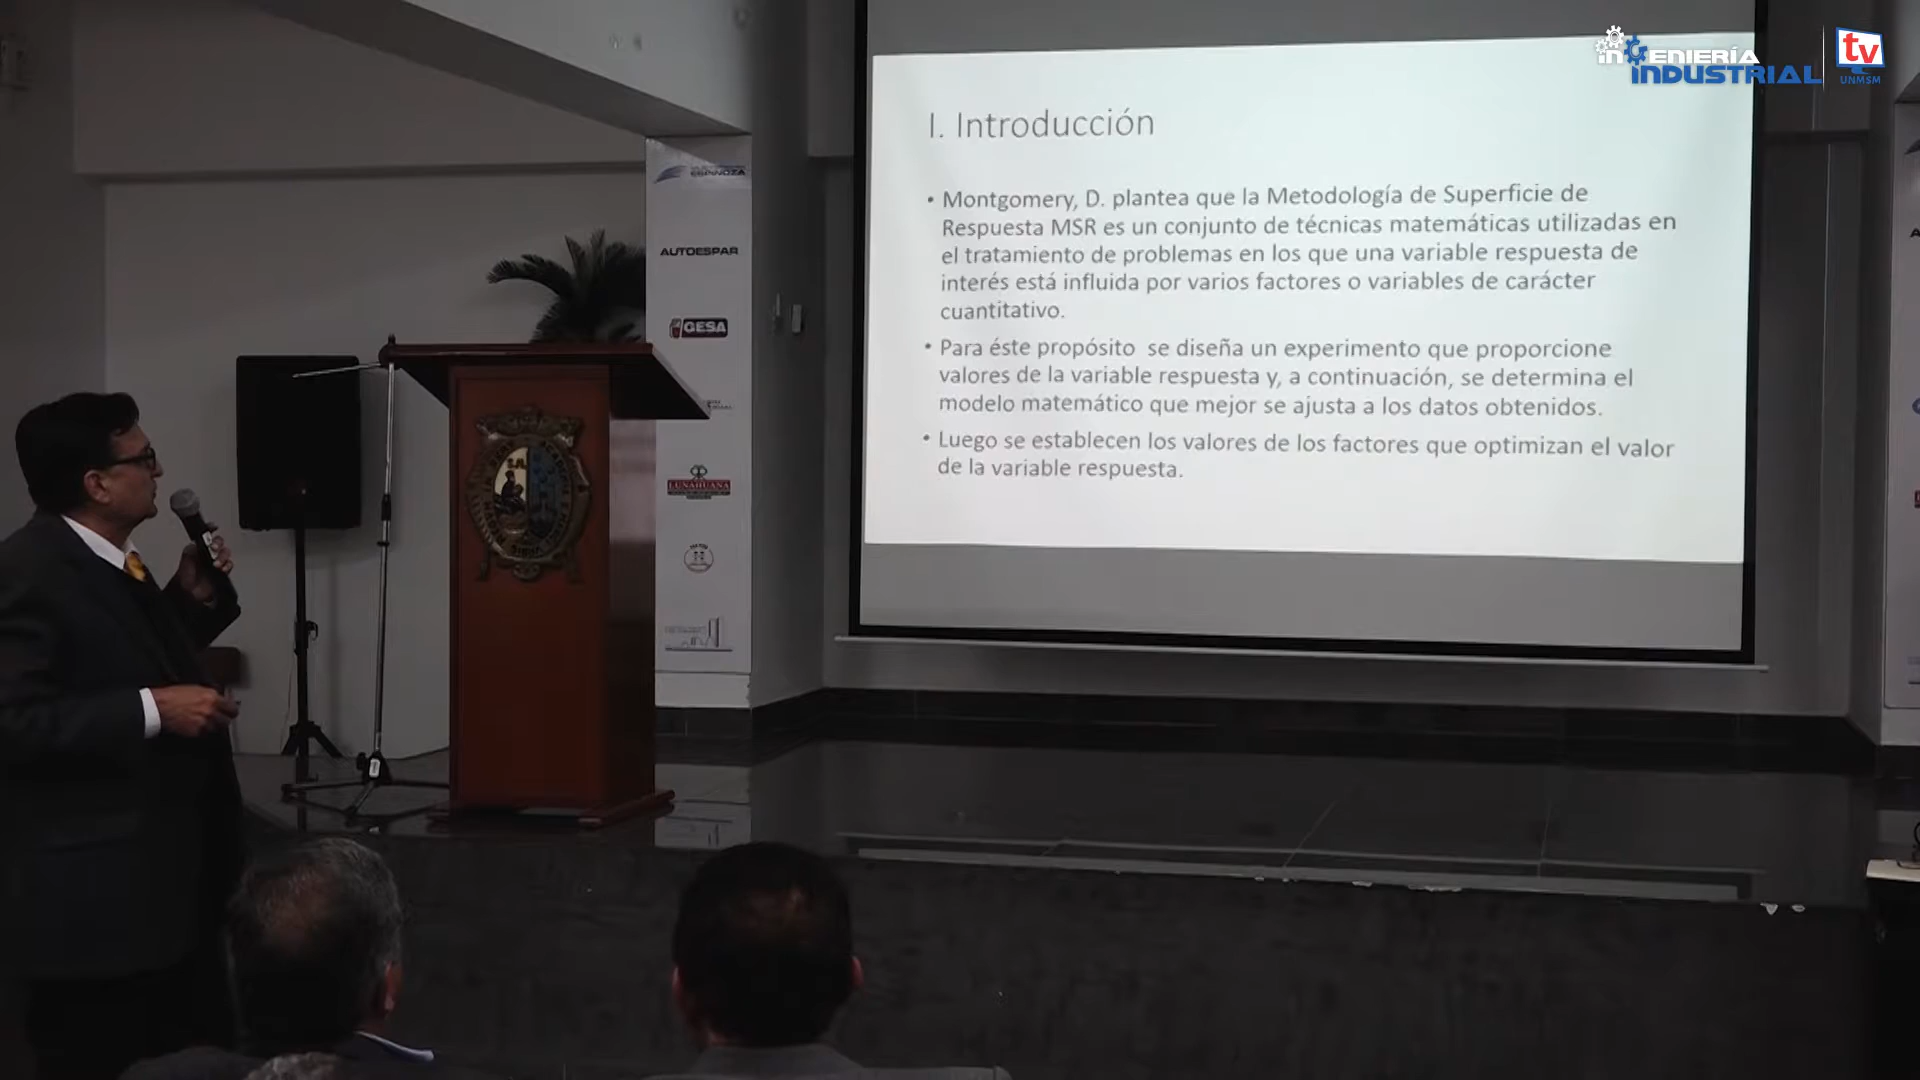 INGENIERÍA
INDUSTRIAL
tv
UNMSM
I. Introducción
• Montgomery, D. plantea que la Metodología de Superficie de
Respuesta MSR es un conjunto de técnicas matemáticas utilizadas en
el tratamiento de problemas en los que una variable respuesta de
interés está influida por varios factores o variables de carácter
cuantitativo.
• Para éste propósito se diseña un experimento que proporcione
valores de la variable respuesta y, a continuación, se determina el
modelo matemático que mejor se ajusta a los datos obtenidos.
• Luego se establecen los valores de los factores que optimizan el valor
de la variable respuesta.
ESPINOZA
AUTOESPAR
GESA
LUNAHUANA